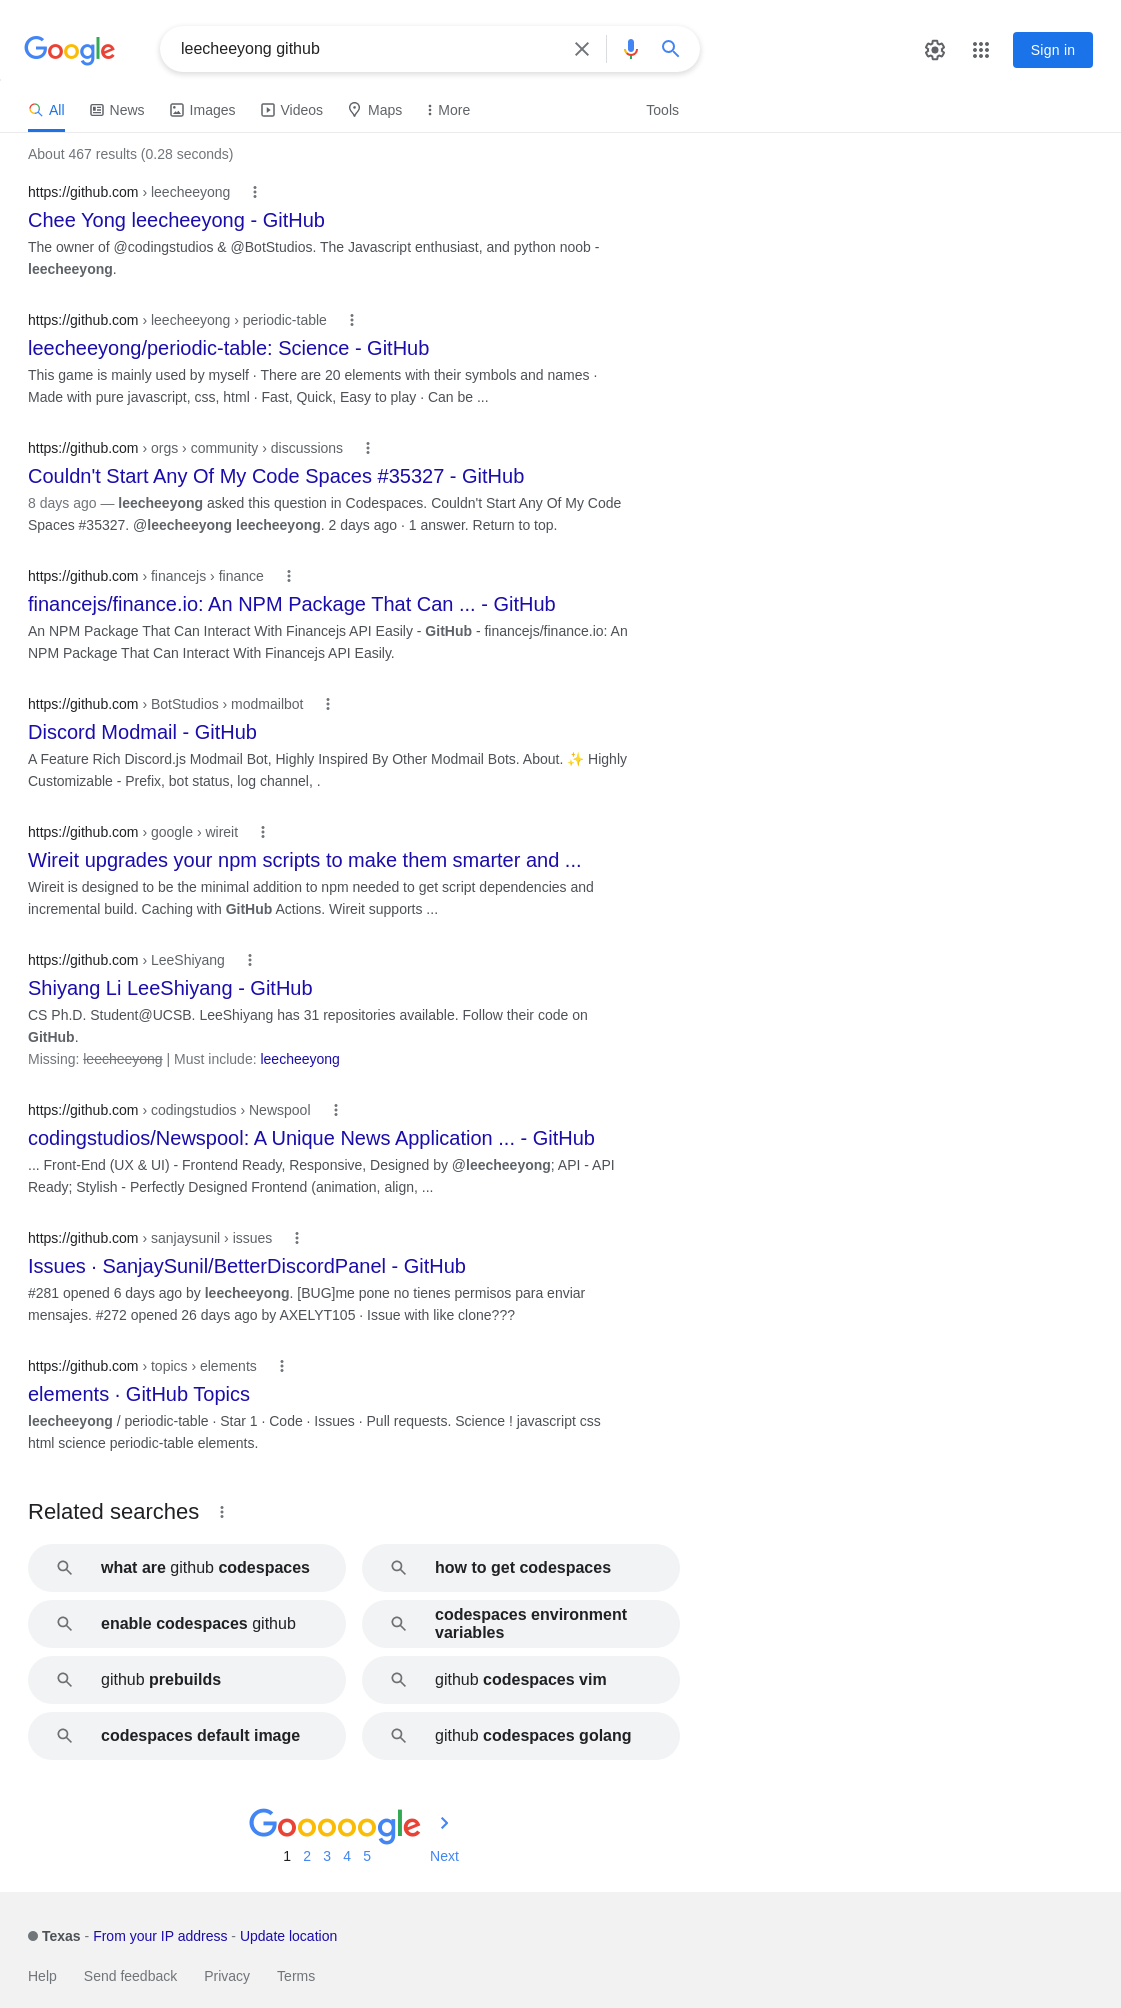 Google
leecheeyong github
Sign in
All News Images Videos Maps More Tools
About 467 results (0.28 seconds)
https://github.com › leecheeyong
Chee Yong leecheeyong - GitHub
The owner of @codingstudios & @BotStudios. The Javascript enthusiast, and python noob -
leecheeyong.
https://github.com › leecheeyong › periodic-table
leecheeyong/periodic-table: Science - GitHub
This game is mainly used by myself · There are 20 elements with their symbols and names ·
Made with pure javascript, css, html · Fast, Quick, Easy to play · Can be ...
https://github.com › orgs › community › discussions
Couldn't Start Any Of My Code Spaces #35327 - GitHub
8 days ago — leecheeyong asked this question in Codespaces. Couldn't Start Any Of My Code
Spaces #35327. @leecheeyong leecheeyong. 2 days ago · 1 answer. Return to top.
https://github.com › financejs › finance
financejs/finance.io: An NPM Package That Can ... - GitHub
An NPM Package That Can Interact With Financejs API Easily - GitHub - financejs/finance.io: An
NPM Package That Can Interact With Financejs API Easily.
https://github.com › BotStudios › modmailbot
Discord Modmail - GitHub
A Feature Rich Discord.js Modmail Bot, Highly Inspired By Other Modmail Bots. About. ✨ Highly
Customizable - Prefix, bot status, log channel, .
https://github.com › google › wireit
Wireit upgrades your npm scripts to make them smarter and ...
Wireit is designed to be the minimal addition to npm needed to get script dependencies and
incremental build. Caching with GitHub Actions. Wireit supports ...
https://github.com › LeeShiyang
Shiyang Li LeeShiyang - GitHub
CS Ph.D. Student@UCSB. LeeShiyang has 31 repositories available. Follow their code on
GitHub.
Missing: leecheeyong | Must include: leecheeyong
https://github.com › codingstudios › Newspool
codingstudios/Newspool: A Unique News Application ... - GitHub
... Front-End (UX & UI) - Frontend Ready, Responsive, Designed by @leecheeyong; API - API
Ready; Stylish - Perfectly Designed Frontend (animation, align, ...
https://github.com › sanjaysunil › issues
Issues · SanjaySunil/BetterDiscordPanel - GitHub
#281 opened 6 days ago by leecheeyong. [BUG]me pone no tienes permisos para enviar
mensajes. #272 opened 26 days ago by AXELYT105 · Issue with like clone???
https://github.com › topics › elements
elements · GitHub Topics
leecheeyong / periodic-table · Star 1 · Code · Issues · Pull requests. Science ! javascript css
html science periodic-table elements.
Related searches
what are github codespaces
how to get codespaces
enable codespaces github
codespaces environment
variables
github prebuilds
github codespaces vim
codespaces default image
github codespaces golang
Gooooogle
1 2 3 4 5 Next
Texas - From your IP address - Update location
Help Send feedback Privacy Terms